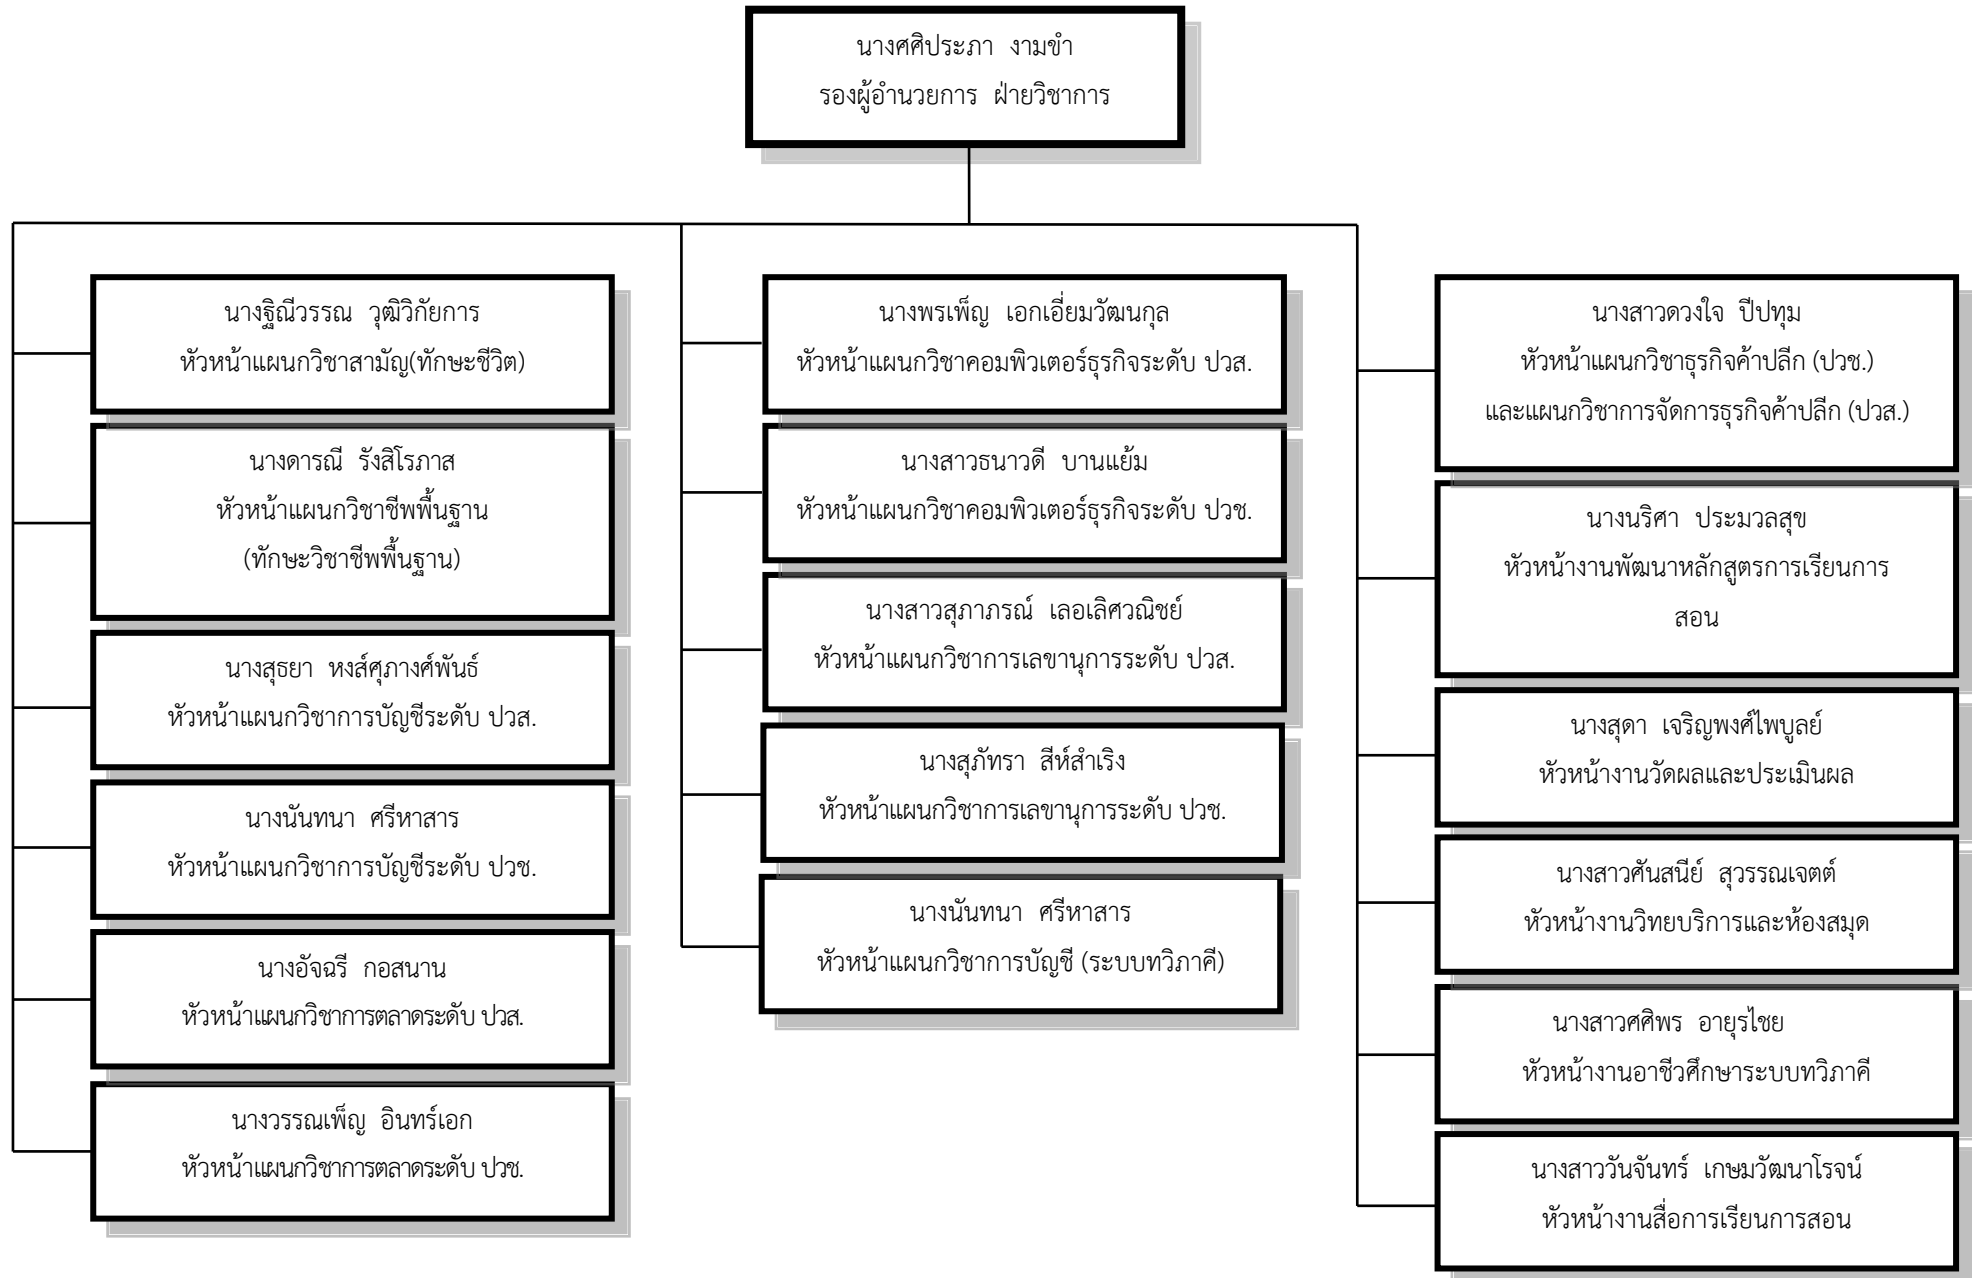 นางศศิประภา งามขำ
รองผู้อำนวยการ ฝ่ายวิชาการ
นางฐิณีวรรณ วุฒิวิกัยการ
หัวหน้าแผนกวิชาสามัญ(ทักษะชีวิต)
นางดารณี รังสิโรภาส
หัวหน้าแผนกวิชาชีพพื้นฐาน
(ทักษะวิชาชีพพื้นฐาน)
นางสุธยา หงส์ศุภางค์พันธ์
หัวหน้าแผนกวิชาการบัญชีระดับ ปวส.
นางนันทนา ศรีหาสาร
หัวหน้าแผนกวิชาการบัญชีระดับ ปวช.
นางอัจฉรี กอสนาน
หัวหน้าแผนกวิชาการตลาดระดับ ปวส.
นางวรรณเพ็ญ อินทร์เอก
หัวหน้าแผนกวิชาการตลาดระดับ ปวช.
นางพรเพ็ญ เอกเอี่ยมวัฒนกุล
หัวหน้าแผนกวิชาคอมพิวเตอร์ธุรกิจระดับ ปวส.
นางสาวธนาวดี บานแย้ม
หัวหน้าแผนกวิชาคอมพิวเตอร์ธุรกิจระดับ ปวช.
นางสาวสุภาภรณ์ เลอเลิศวณิชย์
หัวหน้าแผนกวิชาการเลขานุการระดับ ปวส.
นางสุภัทรา สีห์สำเริง
หัวหน้าแผนกวิชาการเลขานุการระดับ ปวช.
นางนันทนา ศรีหาสาร
หัวหน้าแผนกวิชาการบัญชี (ระบบทวิภาคี)
นางสาวดวงใจ ปีปทุม
หัวหน้าแผนกวิชาธุรกิจค้าปลีก (ปวช.)
และแผนกวิชาการจัดการธุรกิจค้าปลีก (ปวส.)
นางนริศา ประมวลสุข
หัวหน้างานพัฒนาหลักสูตรการเรียนการ
สอน
นางสุดา เจริญพงศ์ไพบูลย์
หัวหน้างานวัดผลและประเมินผล
นางสาวศันสนีย์ สุวรรณเจตต์
หัวหน้างานวิทยบริการและห้องสมุด
นางสาวศศิพร อายุรไชย
หัวหน้างานอาชีวศึกษาระบบทวิภาคี
นางสาววันจันทร์ เกษมวัฒนาโรจน์
หัวหน้างานสื่อการเรียนการสอน